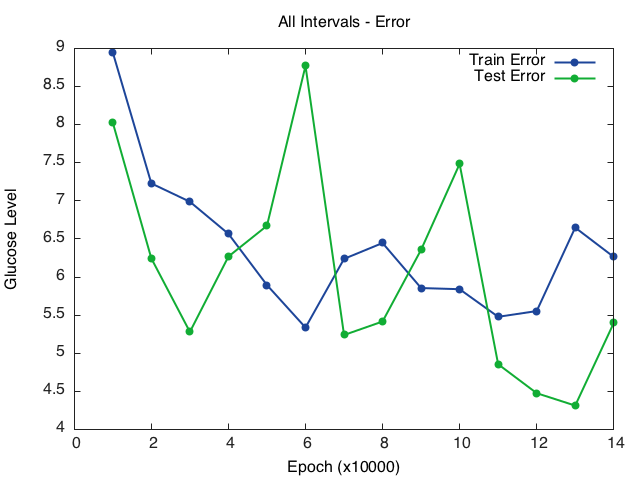 All Intervals - Error
Train Error
Test Error
9
8.5
8
7.5
7
6.5
6
5.5
5
4.5
4
Glucose Level
0 2 4 6 8 10 12 14
Epoch (x10000)